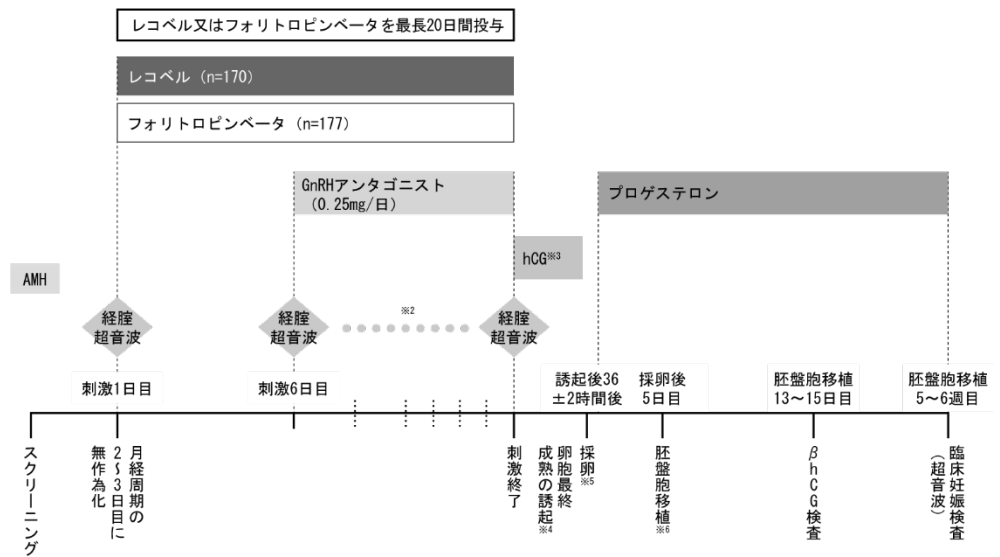 レコベル又はフォリトロピンベータを最長20日間投与
レコベル (n=170)
フォリトロピンベータ (n=177)
GnRHアンタゴニスト
(0.25mg/日)
プロゲステロン
hCG※3
AMH
経腟
超音波
経腟
超音波
※2
経腟
超音波
刺激1日目
刺激6日目
誘起後36
±2時間後
採卵後
5日目
胚盤胞移植
13～15日目
胚盤胞移植
5～6週目
スクリーニング
月経周期の
2～3日目に
無作為化
刺激終了
卵胞最終
成熟の誘起※4
採卵※5
胚盤胞移植※6
βhCG検査
臨床妊娠検査
(超音波)